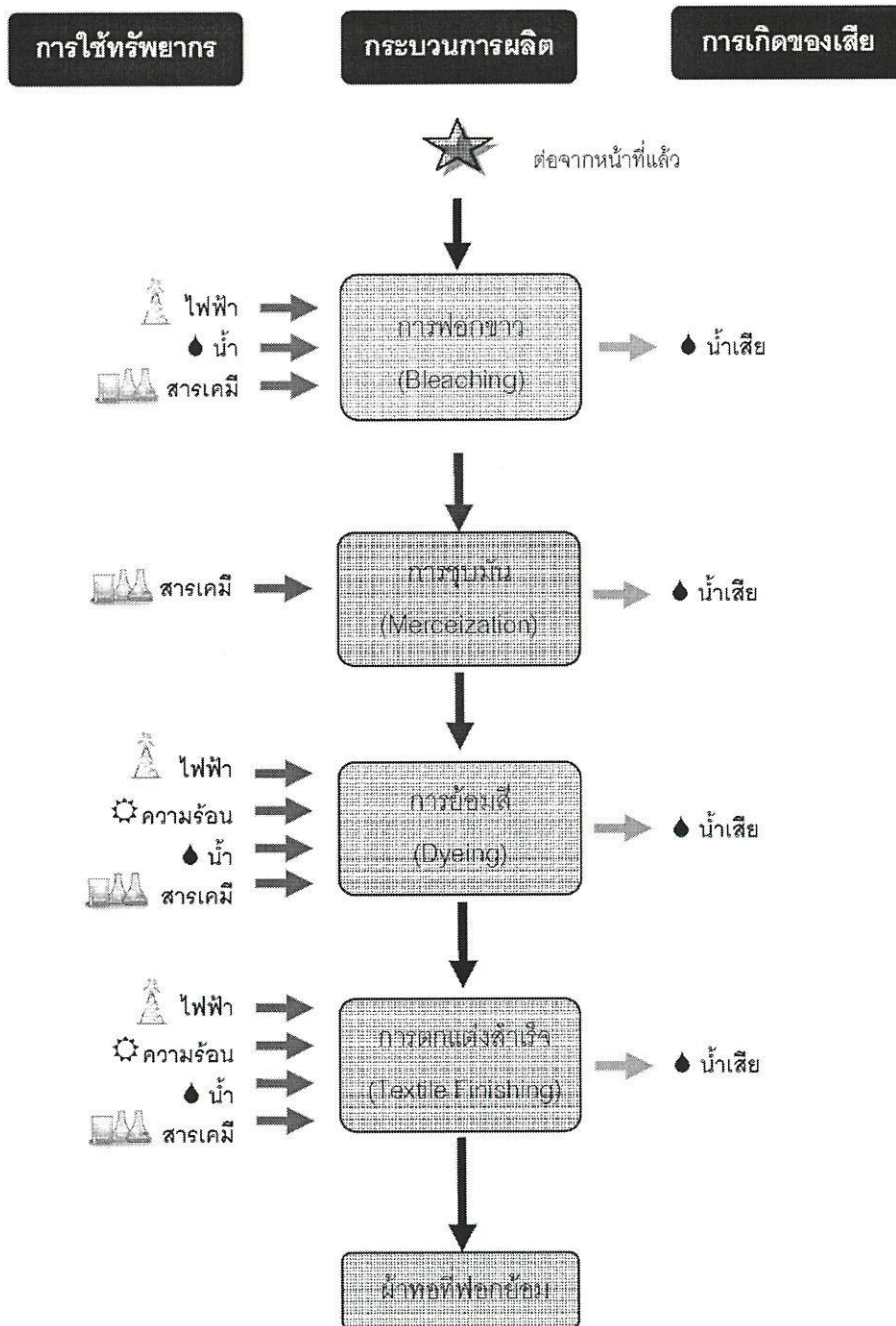 การใช้ทรัพยากร
กระบวนการผลิต
การเกิดของเสีย
ต่อจากหน้าที่แล้ว
ไฟฟ้า
น้ำ
สารเคมี
การฟอกขาว
(Bleaching)
น้ำเสีย
สารเคมี
การชุบมัน
(Merceization)
น้ำเสีย
ไฟฟ้า
ความร้อน
น้ำ
สารเคมี
การย้อมสี
(Dyeing)
น้ำเสีย
ไฟฟ้า
ความร้อน
น้ำ
สารเคมี
การตกแต่งสำเร็จ
(Textile Finishing)
น้ำเสีย
ผ้าทอที่ฟอกย้อม